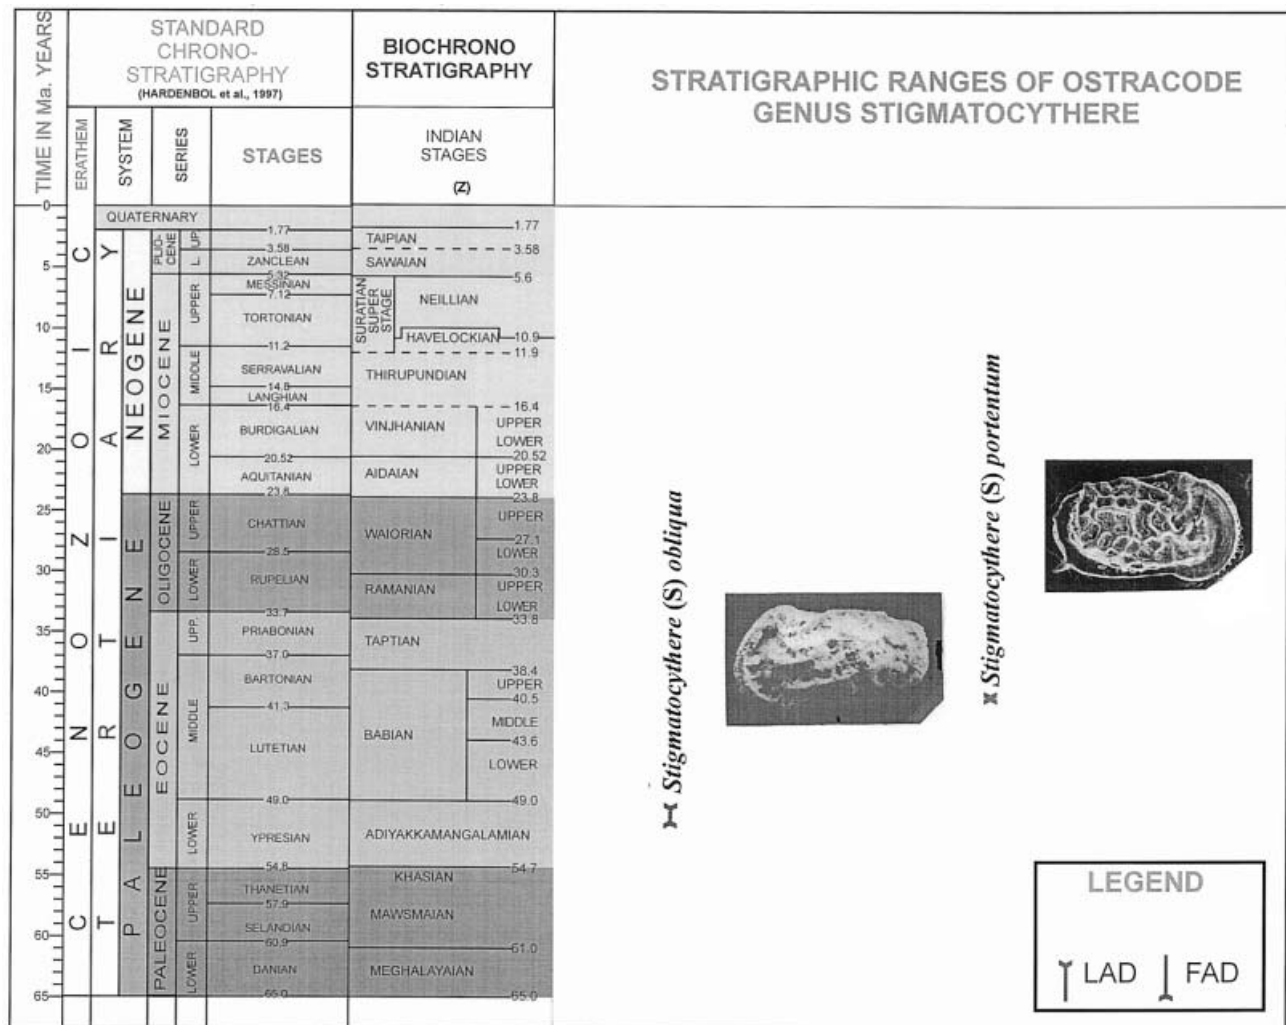 TIME IN Ma. YEARS
ERATHEM
SYSTEM
SERIES
STANDARD
CHRONO-
STRATIGRAPHY
(HARDENBOL et al., 1997)
STAGES
BIOCHRONO
STRATIGRAPHY
INDIAN
STAGES
(Z)
STRATIGRAPHIC RANGES OF OSTRACODE
GENUS STIGMATOCYTHERE
0
5
10
15
20
25
30
35
40
45
50
55
60
65
CENOZOIC
TERTIARY
QUATERNARY
NEOGENE
PALEOGENE
PLIO-
CENE
MIOCENE
OLIGOCENE
EOCENE
PALEOCENE
UP.
L.
UPPER
MIDDLE
LOWER
UPPER
LOWER
UPP.
MIDDLE
LOWER
UPPER
LOWER
1.77
3.58
ZANCLEAN
5.32
MESSINIAN
7.12
TORTONIAN
11.2
SERRAVALIAN
14.8
LANGHIAN
16.4
BURDIGALIAN
20.52
AQUITANIAN
23.8
CHATTIAN
28.5
RUPELIAN
33.7
PRIABONIAN
37.0
BARTONIAN
41.3
LUTETIAN
49.0
YPRESIAN
54.8
THANETIAN
57.9
SELANDIAN
60.9
DANIAN
65.0
1.77
TAIPIAN
3.58
SAWAIAN
5.6
SURATIAN
SUPER
STAGE
NEILLIAN
HAVELOCKIAN 10.9
11.9
THIRUPUNDIAN
16.4
VINJHANIAN
UPPER
LOWER
20.52
AIDAIAN
UPPER
LOWER
23.8
WAIORIAN
UPPER
27.1
LOWER
30.3
RAMANIAN
UPPER
LOWER
33.8
TAPTIAN
38.4
BABIAN
UPPER
40.5
MIDDLE
43.6
LOWER
49.0
ADIYAKKAMANGALAMIAN
54.7
KHASIAN
MAWSMAIAN
61.0
MEGHALAYAIAN
65.0
Stigmatocythere (S) obliqua
Stigmatocythere (S) portentum
LEGEND
LAD FAD